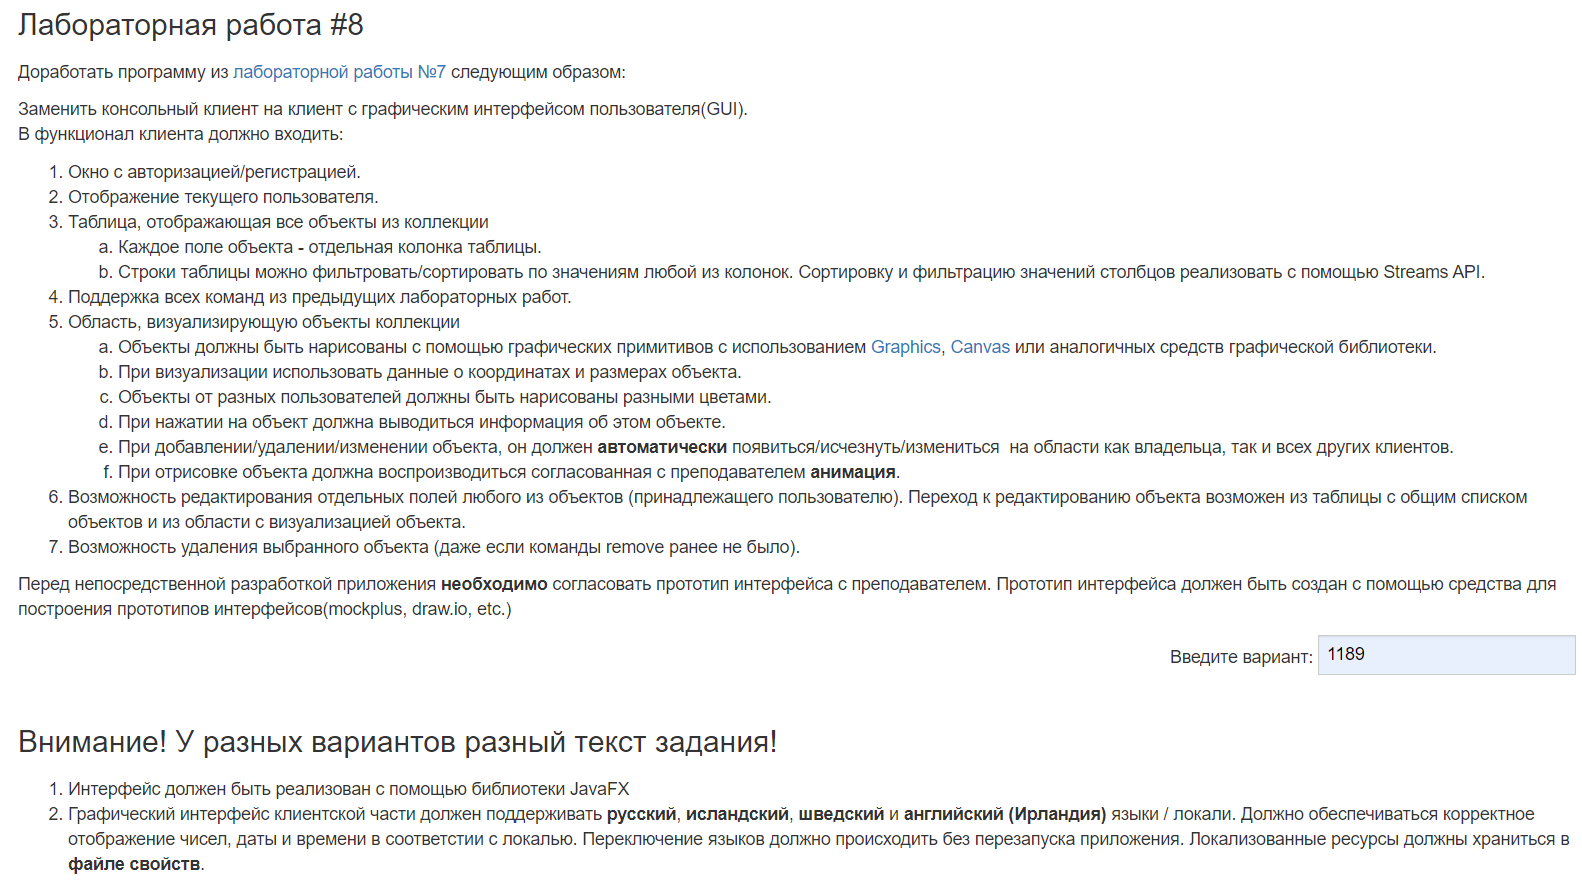 Лабораторная работа #8
Доработать программу из лабораторной работы №7 следующим образом:
Заменить консольный клиент на клиент с графическим интерфейсом пользователя(GUI).
В функционал клиента должно входить:
1. Окно с авторизацией/регистрацией.
2. Отображение текущего пользователя.
3. Таблица, отображающая все объекты из коллекции
a. Каждое поле объекта - отдельная колонка таблицы.
b. Строки таблицы можно фильтровать/сортировать по значениям любой из колонок. Сортировку и фильтрацию значений столбцов реализовать с помощью Streams API.
4. Поддержка всех команд из предыдущих лабораторных работ.
5. Область, визуализирующую объекты коллекции
a. Объекты должны быть нарисованы с помощью графических примитивов с использованием Graphics, Canvas или аналогичных средств графической библиотеки.
b. При визуализации использовать данные о координатах и размерах объекта.
c. Объекты от разных пользователей должны быть нарисованы разными цветами.
d. При нажатии на объект должна выводиться информация об этом объекте.
e. При добавлении/удалении/изменении объекта, он должен автоматически появиться/исчезнуть/измениться  на области как владельца, так и всех других клиентов.
f. При отрисовке объекта должна воспроизводиться согласованная с преподавателем анимация.
6. Возможность редактирования отдельных полей любого из объектов (принадлежащего пользователю). Переход к редактированию объекта возможен из таблицы с общим списком
объектов и из области с визуализацией объекта.
7. Возможность удаления выбранного объекта (даже если команды remove ранее не было).
Перед непосредственной разработкой приложения необходимо согласовать прототип интерфейса с преподавателем. Прототип интерфейса должен быть создан с помощью средства для
построения прототипов интерфейсов(mockplus, draw.io, etc.)
Введите вариант: 1189
Внимание! У разных вариантов разный текст задания!
1. Интерфейс должен быть реализован с помощью библиотеки JavaFX
2. Графический интерфейс клиентской части должен поддерживать русский, исландский, шведский и английский (Ирландия) языки / локали. Должно обеспечиваться корректное
отображение чисел, даты и времени в соответстии с локалью. Переключение языков должно происходить без перезапуска приложения. Локализованные ресурсы должны храниться в
файле свойств.